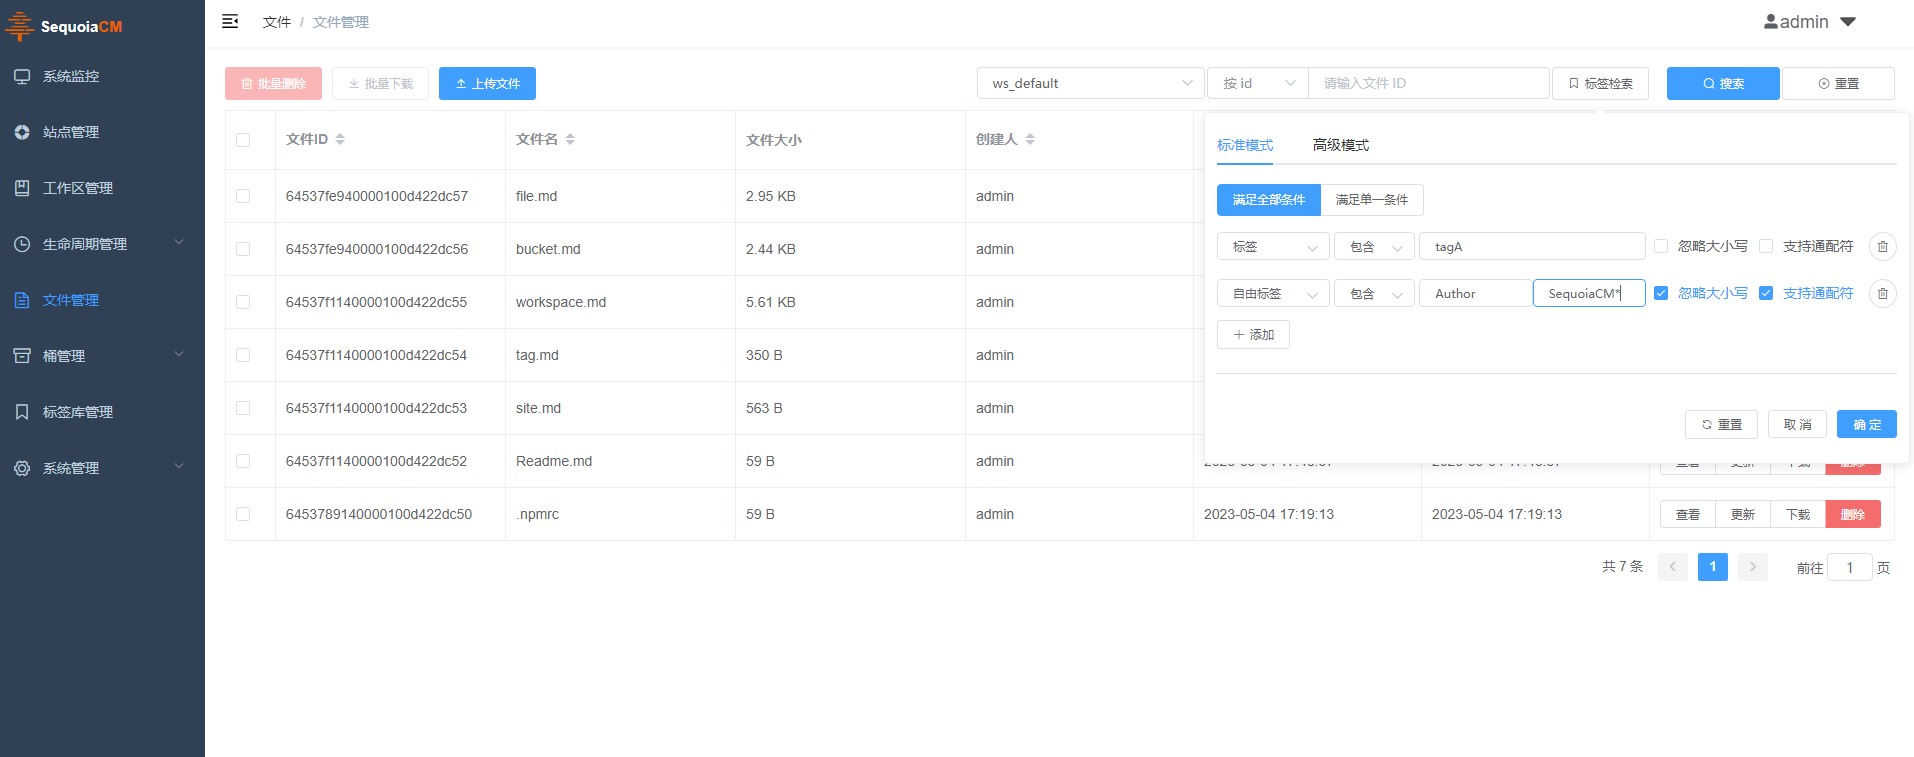 SequoiaCM
系统监控
站点管理
工作区管理
生命周期管理
文件管理
桶管理
标签库管理
系统管理
文件 / 文件管理
admin
批量删除 批量下载 上传文件
ws_default 按 id 请输入文件 ID 标签检索 搜索 重置
文件ID 文件名 文件大小 创建人
64537fe940000100d422dc57 file.md 2.95 KB admin
64537fe940000100d422dc56 bucket.md 2.44 KB admin
64537f1140000100d422dc55 workspace.md 5.61 KB admin
64537f1140000100d422dc54 tag.md 350 B admin
64537f1140000100d422dc53 site.md 563 B admin
64537f1140000100d422dc52 Readme.md 59 B admin
6453789140000100d422dc50 .npmrc 59 B admin 2023-05-04 17:19:13 2023-05-04 17:19:13 查看 更新 下载 删除
标准模式 高级模式
满足全部条件 满足单一条件
标签 包含 tagA 忽略大小写 支持通配符
自由标签 包含 Author SequoiaCM* 忽略大小写 支持通配符
添加
重置 取 消 确 定
共 7 条 1 前往 1 页